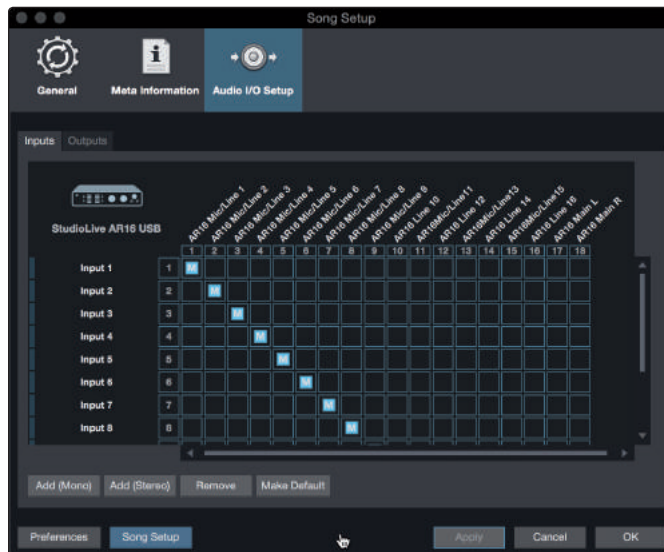 Song Setup
General
Meta Information
Audio I/O Setup
Inputs Outputs
StudioLive AR16 USB
AR16 Mic/Line 1
AR16 Mic/Line 2
AR16 Mic/Line 3
AR16 Mic/Line 4
AR16 Mic/Line 5
AR16 Mic/Line 6
AR16 Mic/Line 7
AR16 Mic/Line 8
AR16 Mic/Line 9
AR16 Line 10
AR16Mic/Line11
AR16 Line 12
AR16Mic/Line13
AR16 Line 14
AR16Mic/Line15
AR16 Line 16
AR16 Main L
AR16 Main R
1 2 3 4 5 6 7 8 9 10 11 12 13 14 15 16 17 18
Input 1 1 M
Input 2 2 M
Input 3 3 M
Input 4 4 M
Input 5 5 M
Input 6 6 M
Input 7 7 M
Input 8 8 M
Add (Mono) Add (Stereo) Remove Make Default
Preferences Song Setup Apply Cancel OK